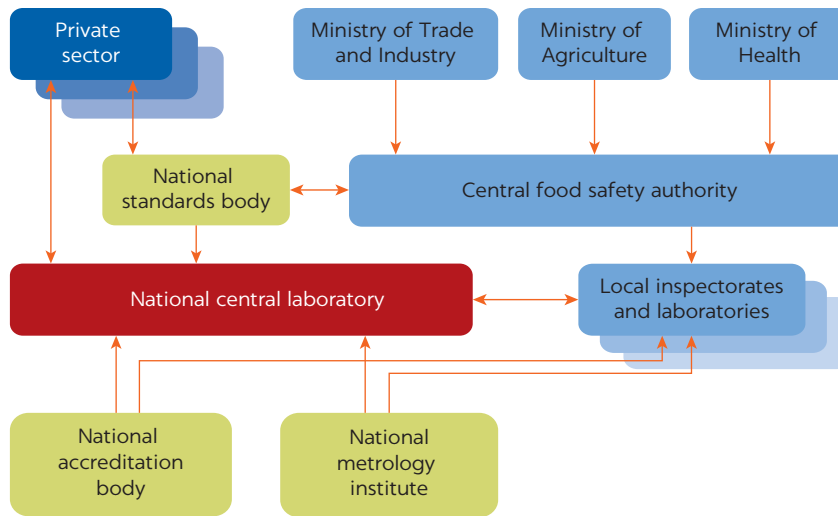 Private
sector
Ministry of Trade
and Industry
Ministry of
Agriculture
Ministry of
Health
National
standards body
Central food safety authority
National central laboratory
Local inspectorates
and laboratories
National
accreditation
body
National
metrology
institute